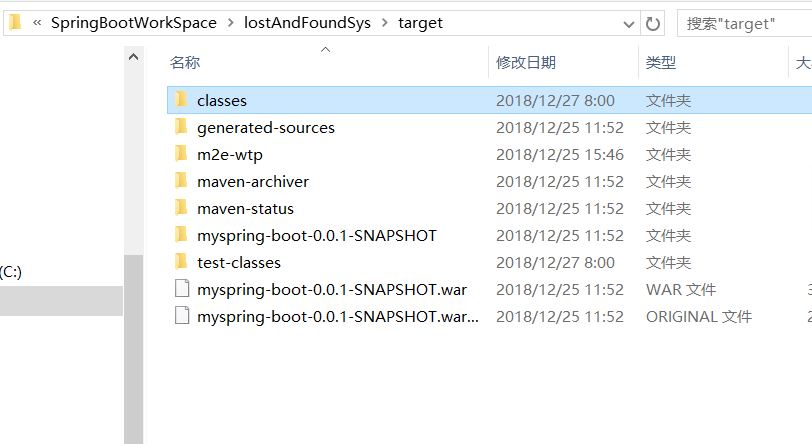 « SpringBootWorkSpace > lostAndFoundSys > target 搜索"target"
名称 修改日期 类型 大
classes 2018/12/27 8:00 文件夹
generated-sources 2018/12/25 11:52 文件夹
m2e-wtp 2018/12/25 15:46 文件夹
maven-archiver 2018/12/25 11:52 文件夹
maven-status 2018/12/25 11:52 文件夹
myspring-boot-0.0.1-SNAPSHOT 2018/12/25 11:52 文件夹
test-classes 2018/12/27 8:00 文件夹
(C:)
myspring-boot-0.0.1-SNAPSHOT.war 2018/12/25 11:52 WAR 文件
myspring-boot-0.0.1-SNAPSHOT.war... 2018/12/25 11:52 ORIGINAL 文件